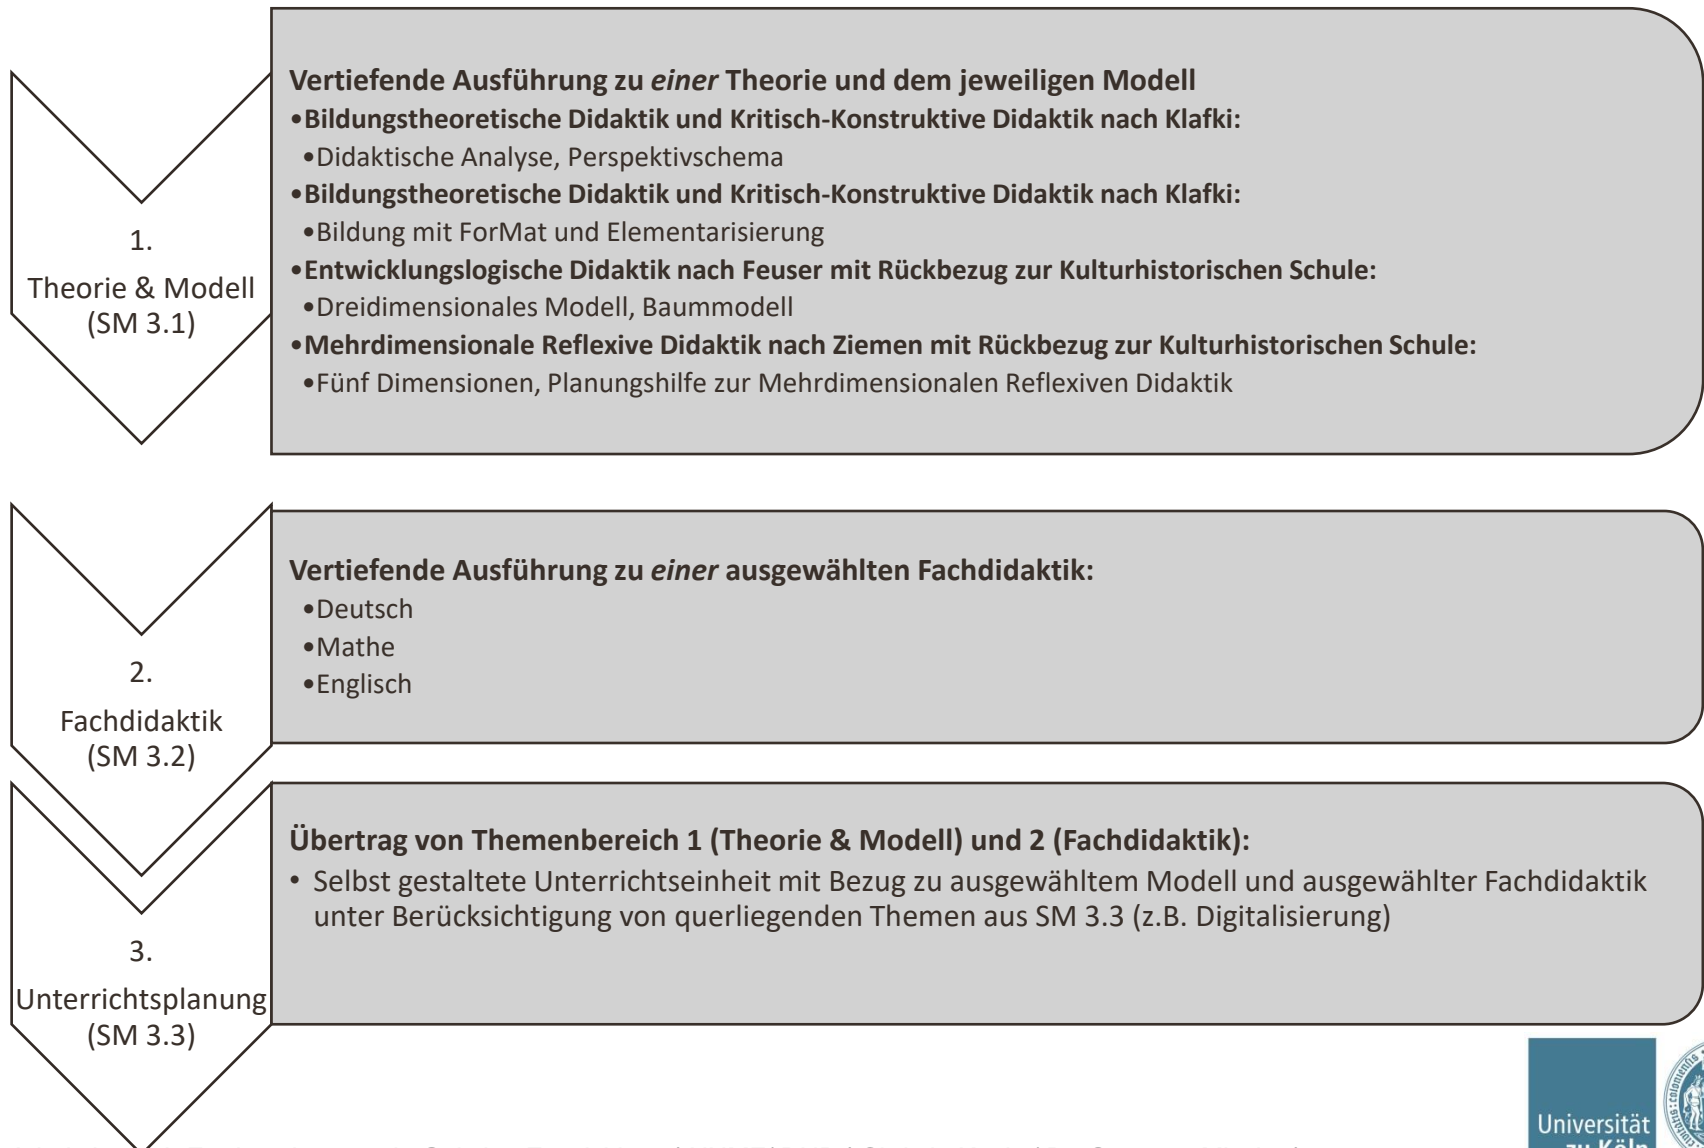 Vertiefende Ausführung zu einer Theorie und dem jeweiligen Modell
•Bildungstheoretische Didaktik und Kritisch-Konstruktive Didaktik nach Klafki:
•Didaktische Analyse, Perspektivschema
•Bildungstheoretische Didaktik und Kritisch-Konstruktive Didaktik nach Klafki:
•Bildung mit ForMat und Elementarisierung
•Entwicklungslogische Didaktik nach Feuser mit Rückbezug zur Kulturhistorischen Schule:
•Dreidimensionales Modell, Baummodell
•Mehrdimensionale Reflexive Didaktik nach Ziemen mit Rückbezug zur Kulturhistorischen Schule:
•Fünf Dimensionen, Planungshilfe zur Mehrdimensionalen Reflexiven Didaktik
1.
Theorie & Modell
(SM 3.1)
Vertiefende Ausführung zu einer ausgewählten Fachdidaktik:
•Deutsch
•Mathe
•Englisch
2.
Fachdidaktik
(SM 3.2)
Übertrag von Themenbereich 1 (Theorie & Modell) und 2 (Fachdidaktik):
• Selbst gestaltete Unterrichtseinheit mit Bezug zu ausgewähltem Modell und ausgewählter Fachdidaktik
unter Berücksichtigung von querliegenden Themen aus SM 3.3 (z.B. Digitalisierung)
3.
Unterrichtsplanung
(SM 3.3)
Universität
zu Köln